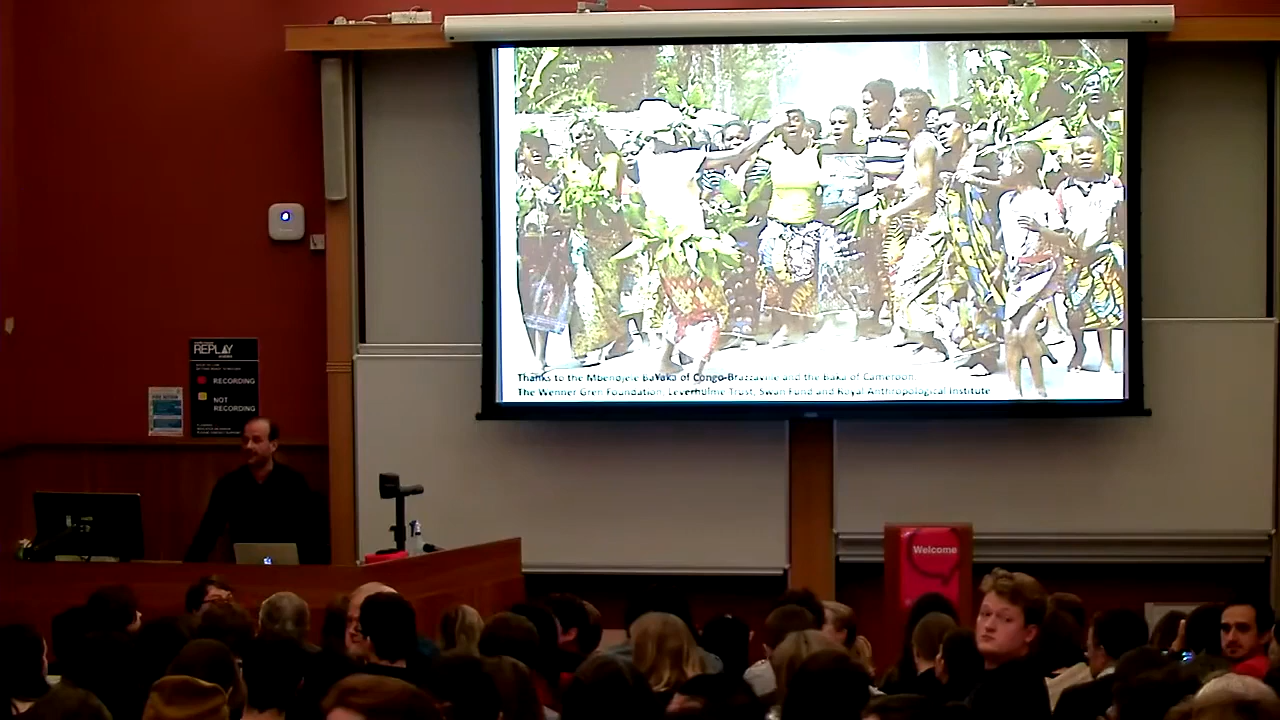 Thanks to the Mbendjele BaYaka of Congo-Brazzaville and the Baka of Cameroon.
The Wenner Gren Foundation, Leverhulme Trust, Swan Fund and Royal Anthropological Institute
REPLAY
RECORDING
NOT
RECORDING
Welcome